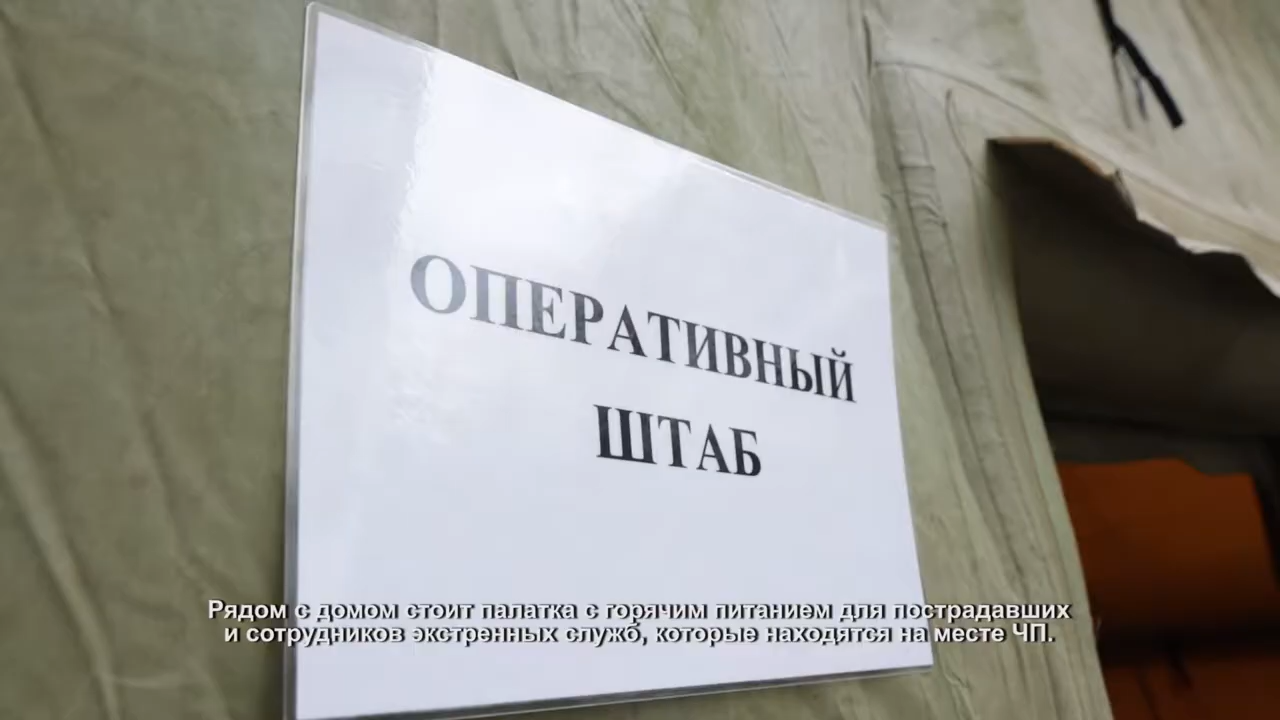 ОПЕРАТИВНЫЙ
ШТАБ
Рядом с домом стоит палатка с горячим питанием для пострадавших
и сотрудников экстренных служб, которые находятся на месте ЧП.